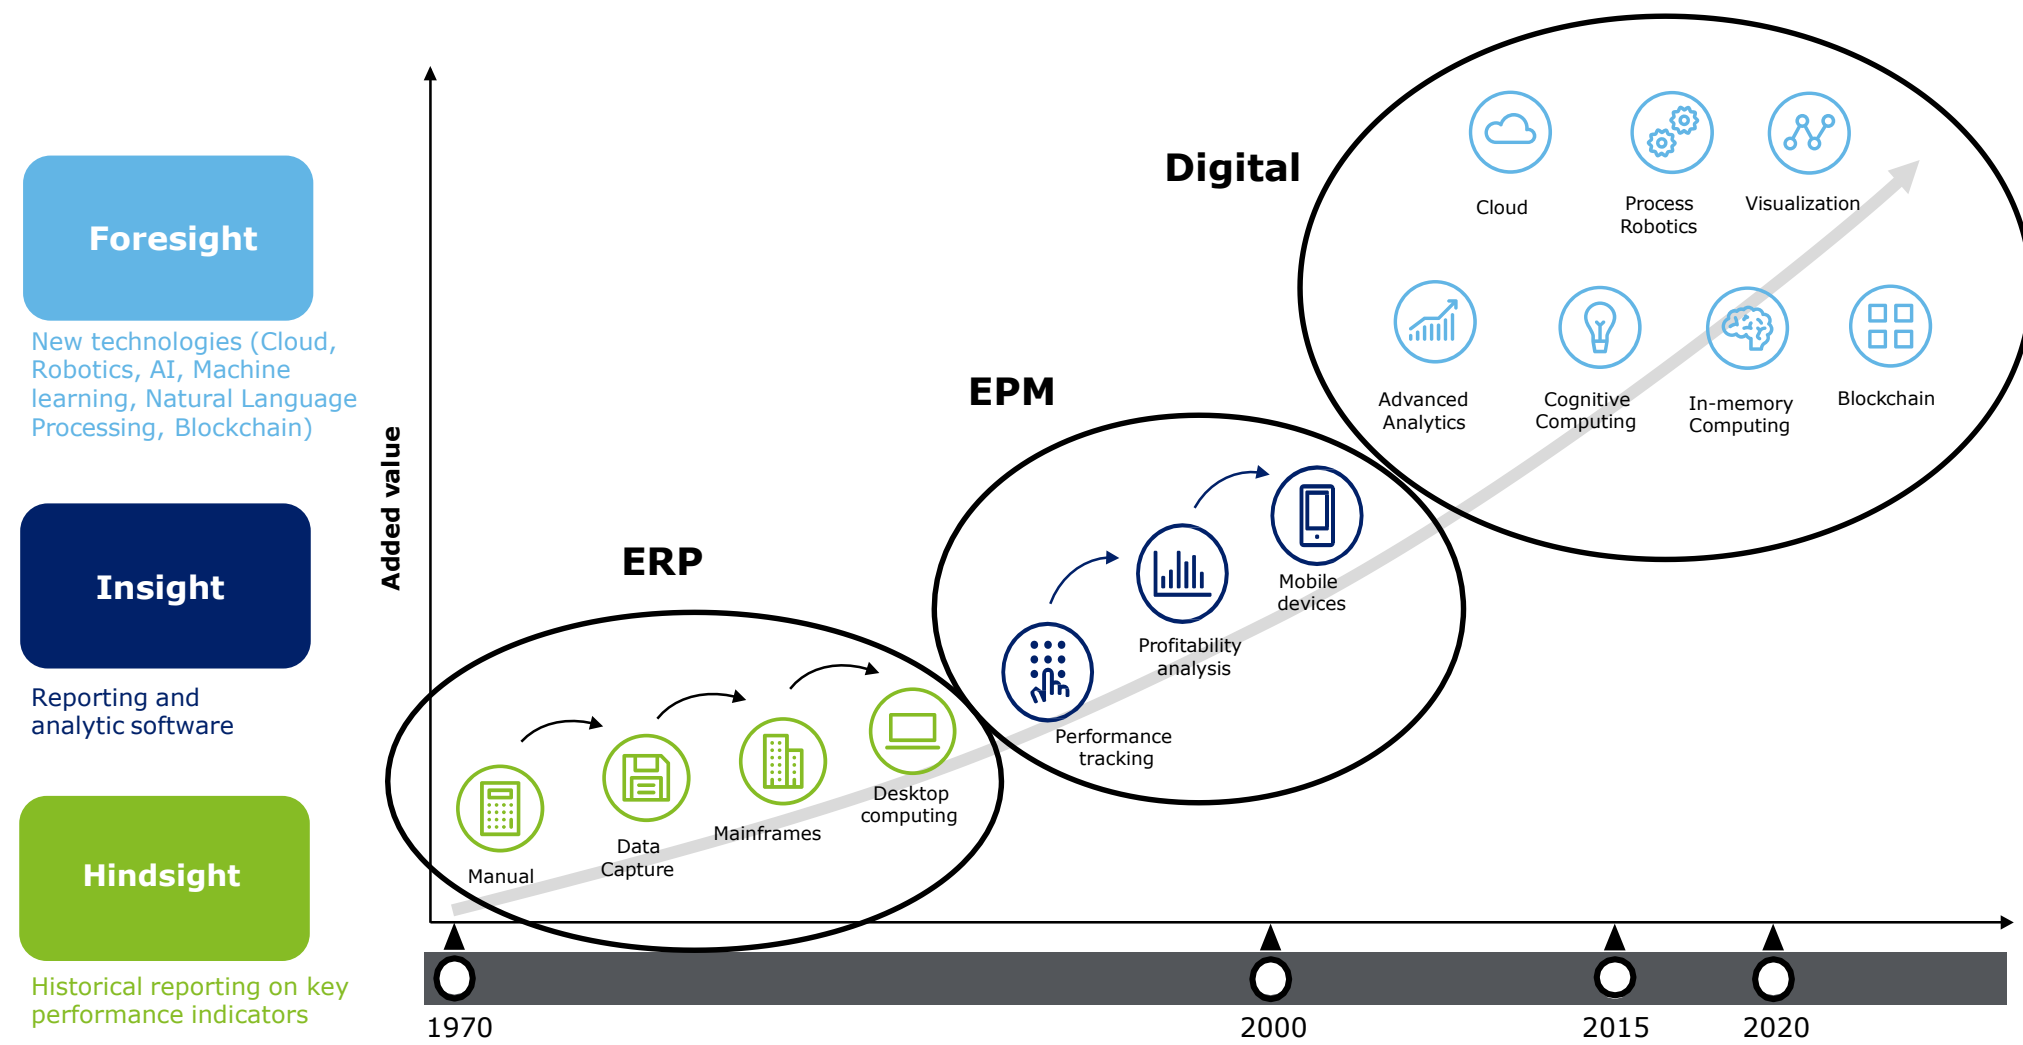 Foresight
New technologies (Cloud,
Robotics, AI, Machine
learning, Natural Language
Processing, Blockchain)
Insight
Reporting and
analytic software
Hindsight
Historical reporting on key
performance indicators
Added value
ERP
Manual
Data
Capture
Mainframes
Desktop
computing
EPM
Performance
tracking
Profitability
analysis
Mobile
devices
Digital
Cloud
Process
Robotics
Visualization
Advanced
Analytics
Cognitive
Computing
In-memory
Computing
Blockchain
1970
2000
2015
2020